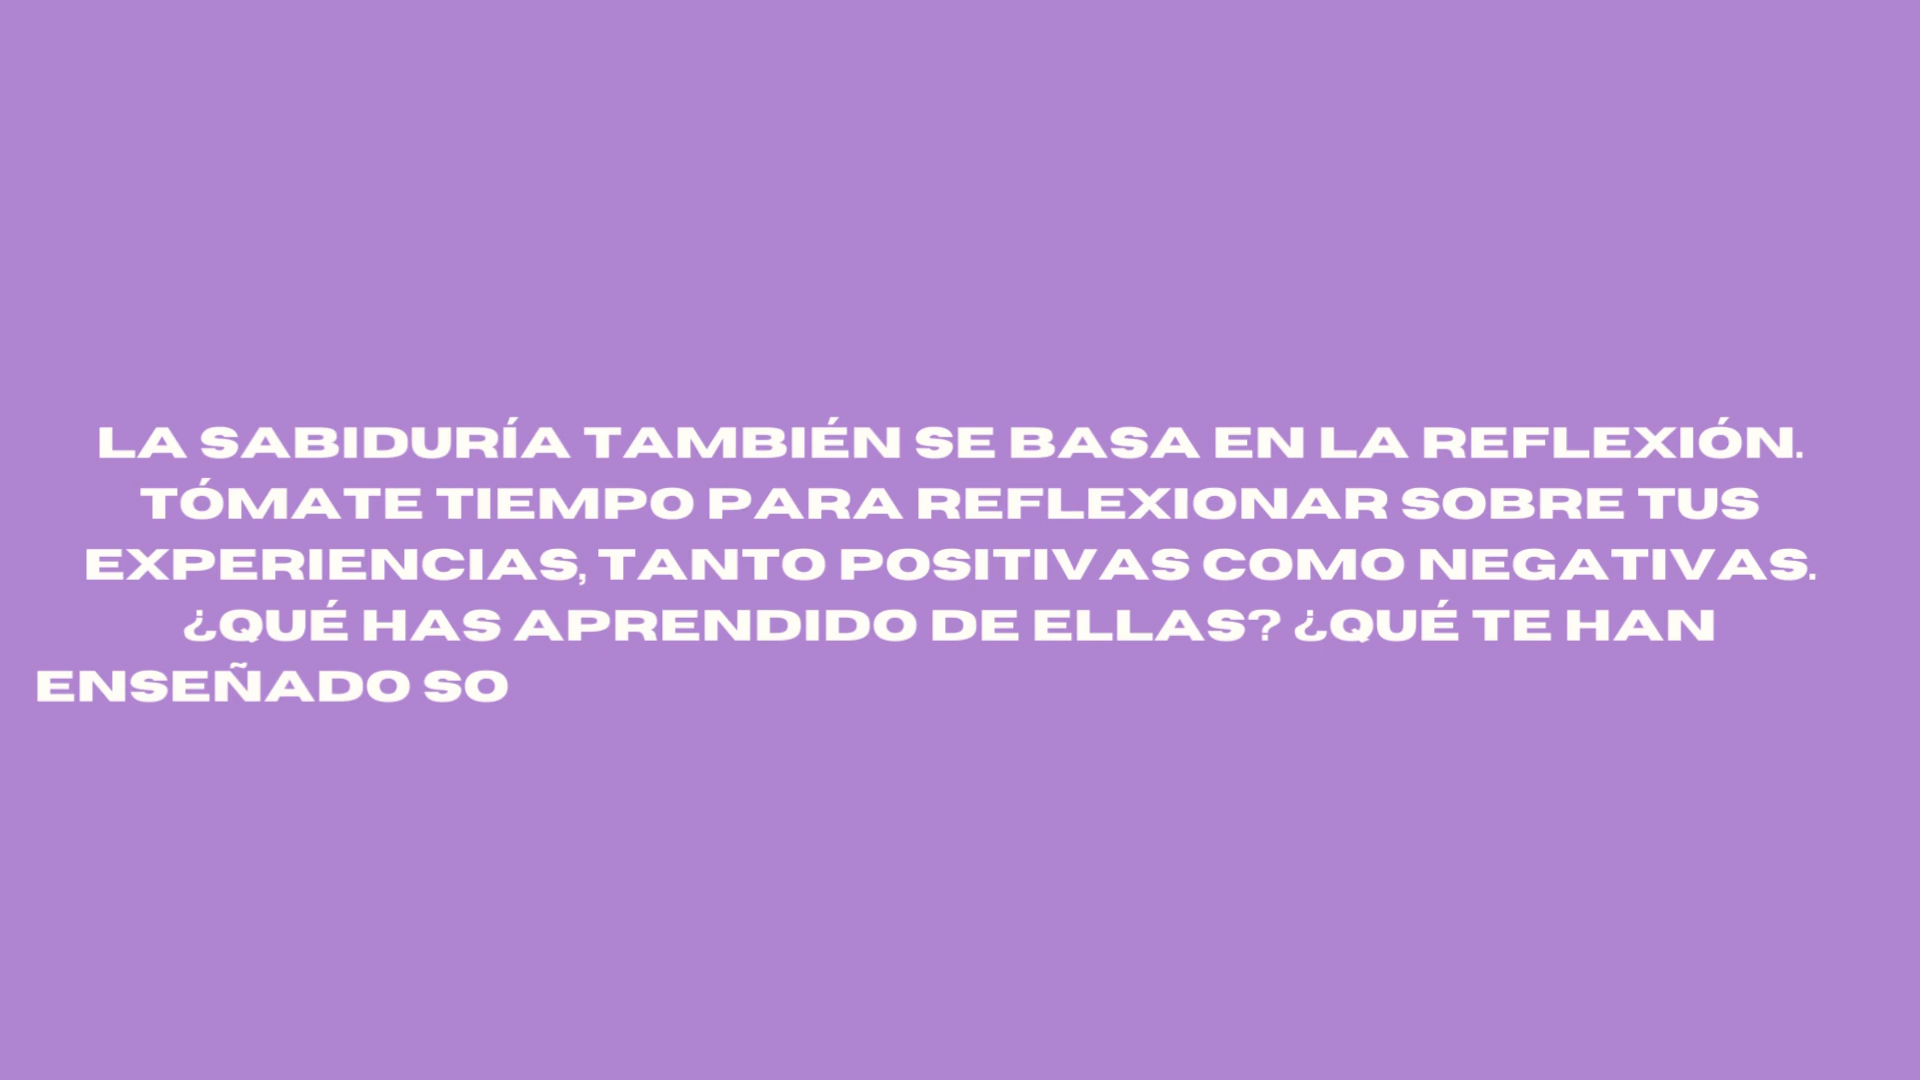 LA SABIDURÍA TAMBIÉN SE BASA EN LA REFLEXIÓN.
TÓMATE TIEMPO PARA REFLEXIONAR SOBRE TUS
EXPERIENCIAS, TANTO POSITIVAS COMO NEGATIVAS.
¿QUÉ HAS APRENDIDO DE ELLAS? ¿QUÉ TE HAN
ENSEÑADO SO